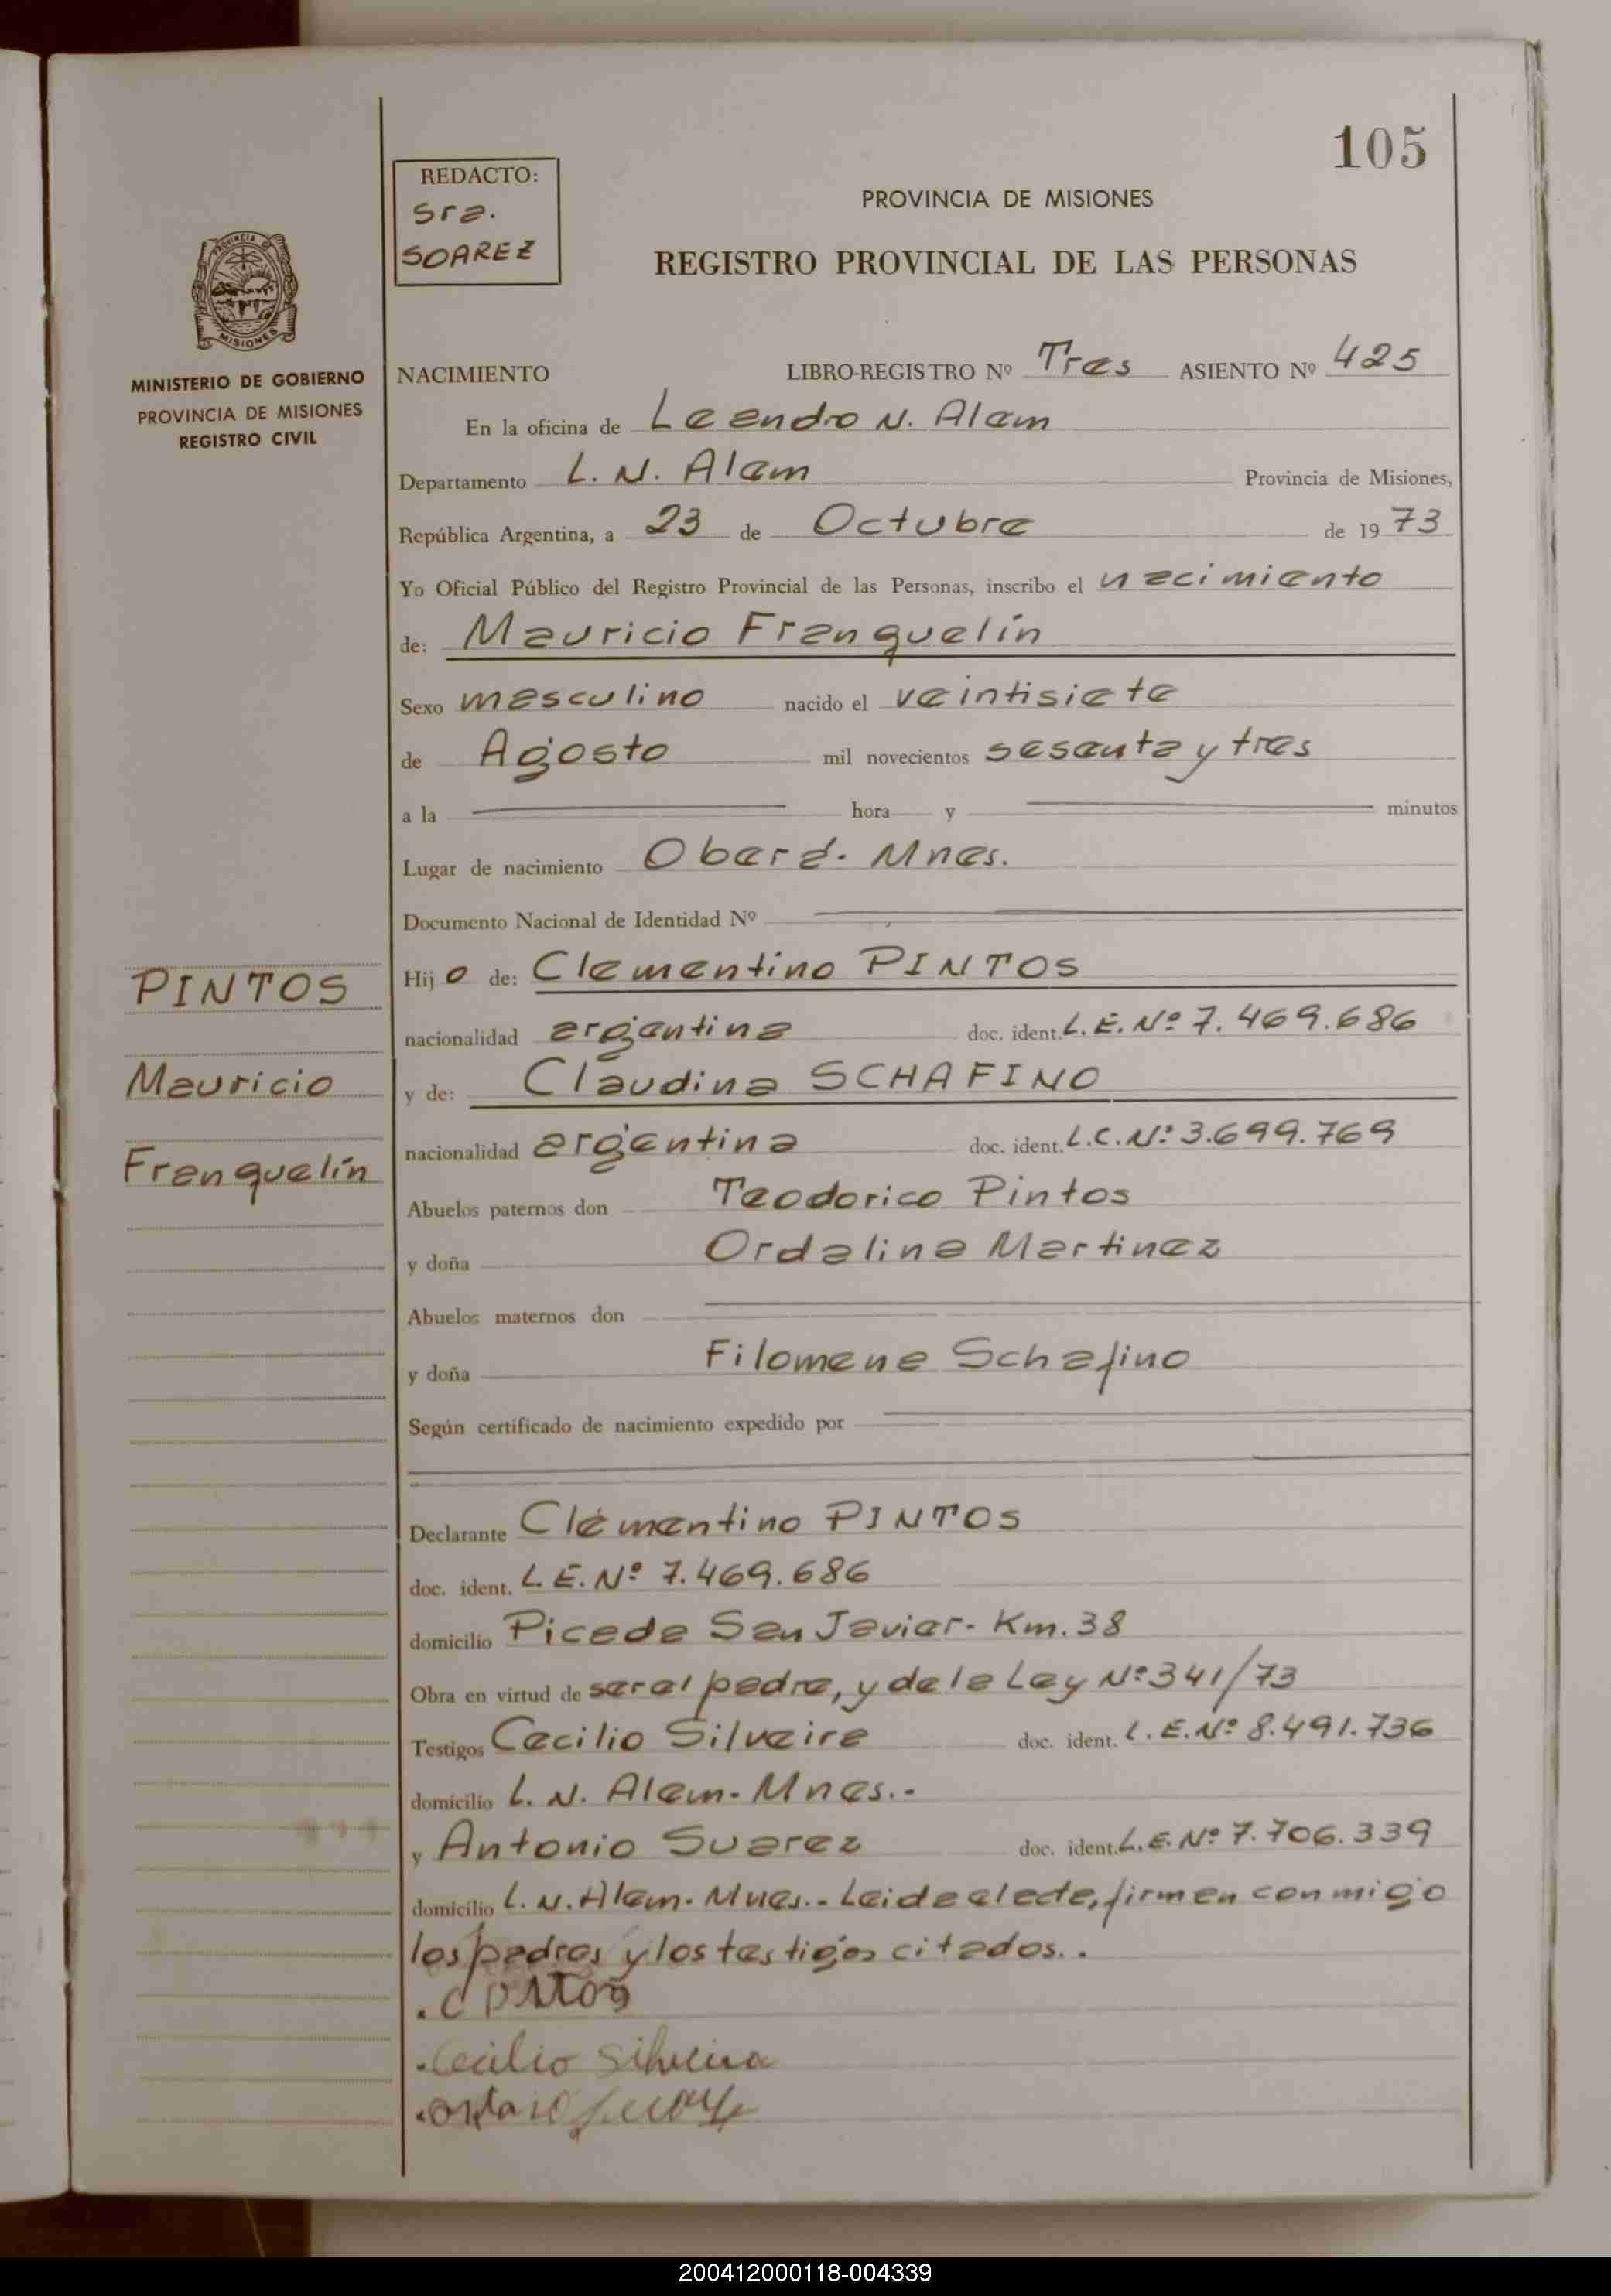 105
REDACTO:
Sra.
SOAREZ
PROVINCIA DE MISIONES
REGISTRO PROVINCIAL DE LAS PERSONAS
PROVINCIA DE
MISIONES
MINISTERIO DE GOBIERNO
PROVINCIA DE MISIONES
REGISTRO CIVIL
NACIMIENTO LIBRO-REGISTRO Nº Tres ASIENTO Nº 425
En la oficina de Leandro N. Alem
Departamento L. N. Alem Provincia de Misiones,
República Argentina, a 23 de Octubre de 1973
Yo Oficial Público del Registro Provincial de las Personas, inscribo el nacimiento
de: Mauricio Franquelín
Sexo masculino nacido el veintisiete
de Agosto mil novecientos sesenta y tres
a la hora y minutos
Lugar de nacimiento Oberá. Mnes.
Documento Nacional de Identidad Nº
Hijo de: Clementino PINTOS
nacionalidad argentina doc. ident. L. E. Nº 7.469.686
y de: Claudina SCHAFINO
nacionalidad argentina doc. ident. L.C. Nº 3.699.769
Abuelos paternos don Teodorico Pintos
y doña Ordalina Martinez
Abuelos maternos don
y doña Filomena Schafino
Según certificado de nacimiento expedido por
PINTOS
Mauricio
Franquelín
Declarante Clementino PINTOS
doc. ident. L. E. Nº 7.469.686
domicilio Picada San Javier - Km. 38
Obra en virtud de ser el padre, y de la Ley Nº 341/73
Testigos Cecilio Silveira doc. ident. L. E. Nº 8.491.736
domicilio L. N. Alem - Mnes..-
y Antonio Suarez doc. ident. L. E. Nº 7.706.339
domicilio L. N. Alem - Mnes..- Leida el acta, firman conmigo
los padres y los testigos citados..
. C PNTOS
. Cecilio Silveira
200412000118-004339